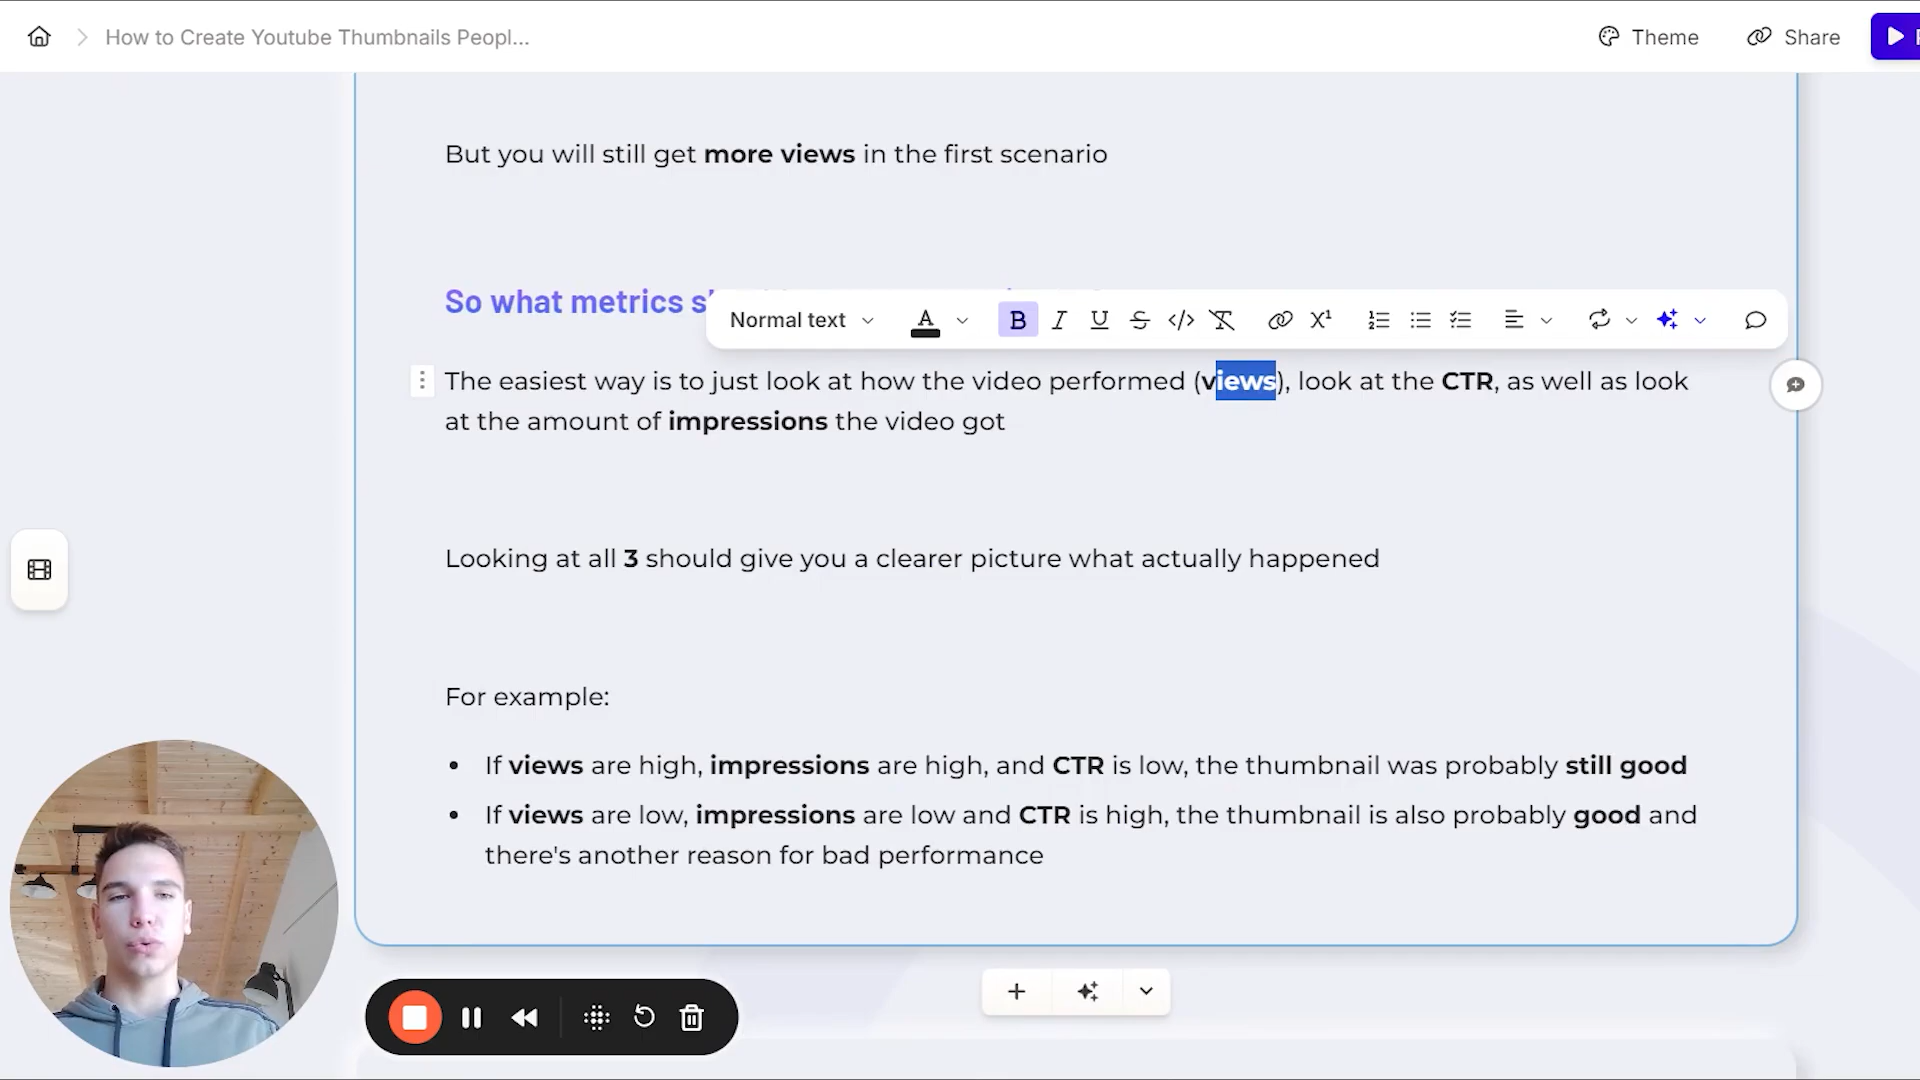 How to Create Youtube Thumbnails Peopl...
Theme
Share
But you will still get more views in the first scenario
So what metrics s
Normal text
The easiest way is to just look at how the video performed (views), look at the CTR, as well as look
at the amount of impressions the video got
Looking at all 3 should give you a clearer picture what actually happened
For example:
• If views are high, impressions are high, and CTR is low, the thumbnail was probably still good
• If views are low, impressions are low and CTR is high, the thumbnail is also probably good and
there's another reason for bad performance